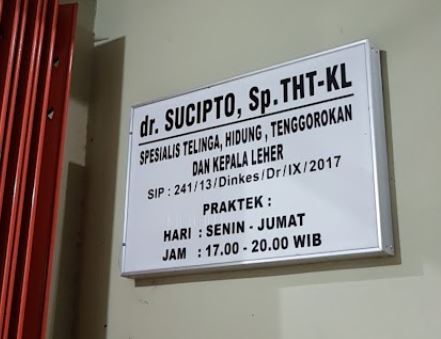 dr. SUCIPTO, Sp.THT-KL
SPESIALIS TELINGA, HIDUNG, TENGGOROKAN
DAN KEPALA LEHER
SIP : 241/13/Dinkes/Dr/IX/2017
PRAKTEK :
HARI : SENIN - JUMAT
JAM : 17.00 - 20.00 WIB